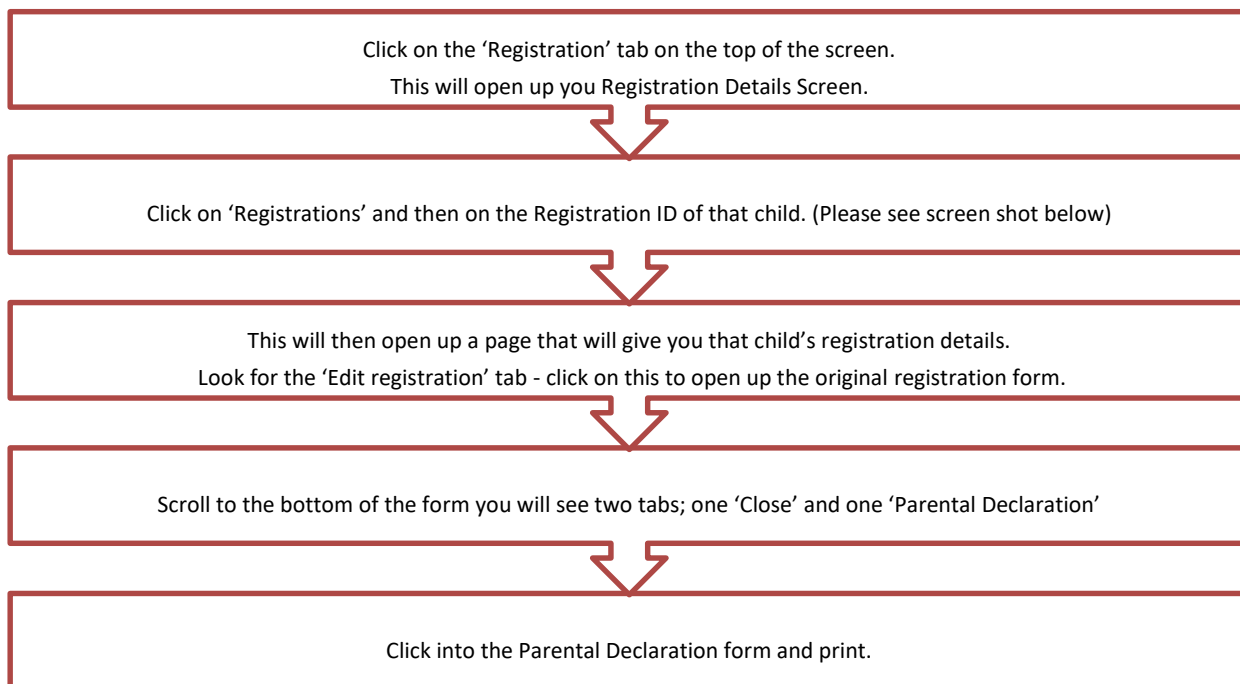 Click on the ‘Registration’ tab on the top of the screen.
This will open up you Registration Details Screen.
Click on ‘Registrations’ and then on the Registration ID of that child. (Please see screen shot below)
This will then open up a page that will give you that child’s registration details.
Look for the ‘Edit registration’ tab - click on this to open up the original registration form.
Scroll to the bottom of the form you will see two tabs; one ‘Close’ and one ‘Parental Declaration’
Click into the Parental Declaration form and print.